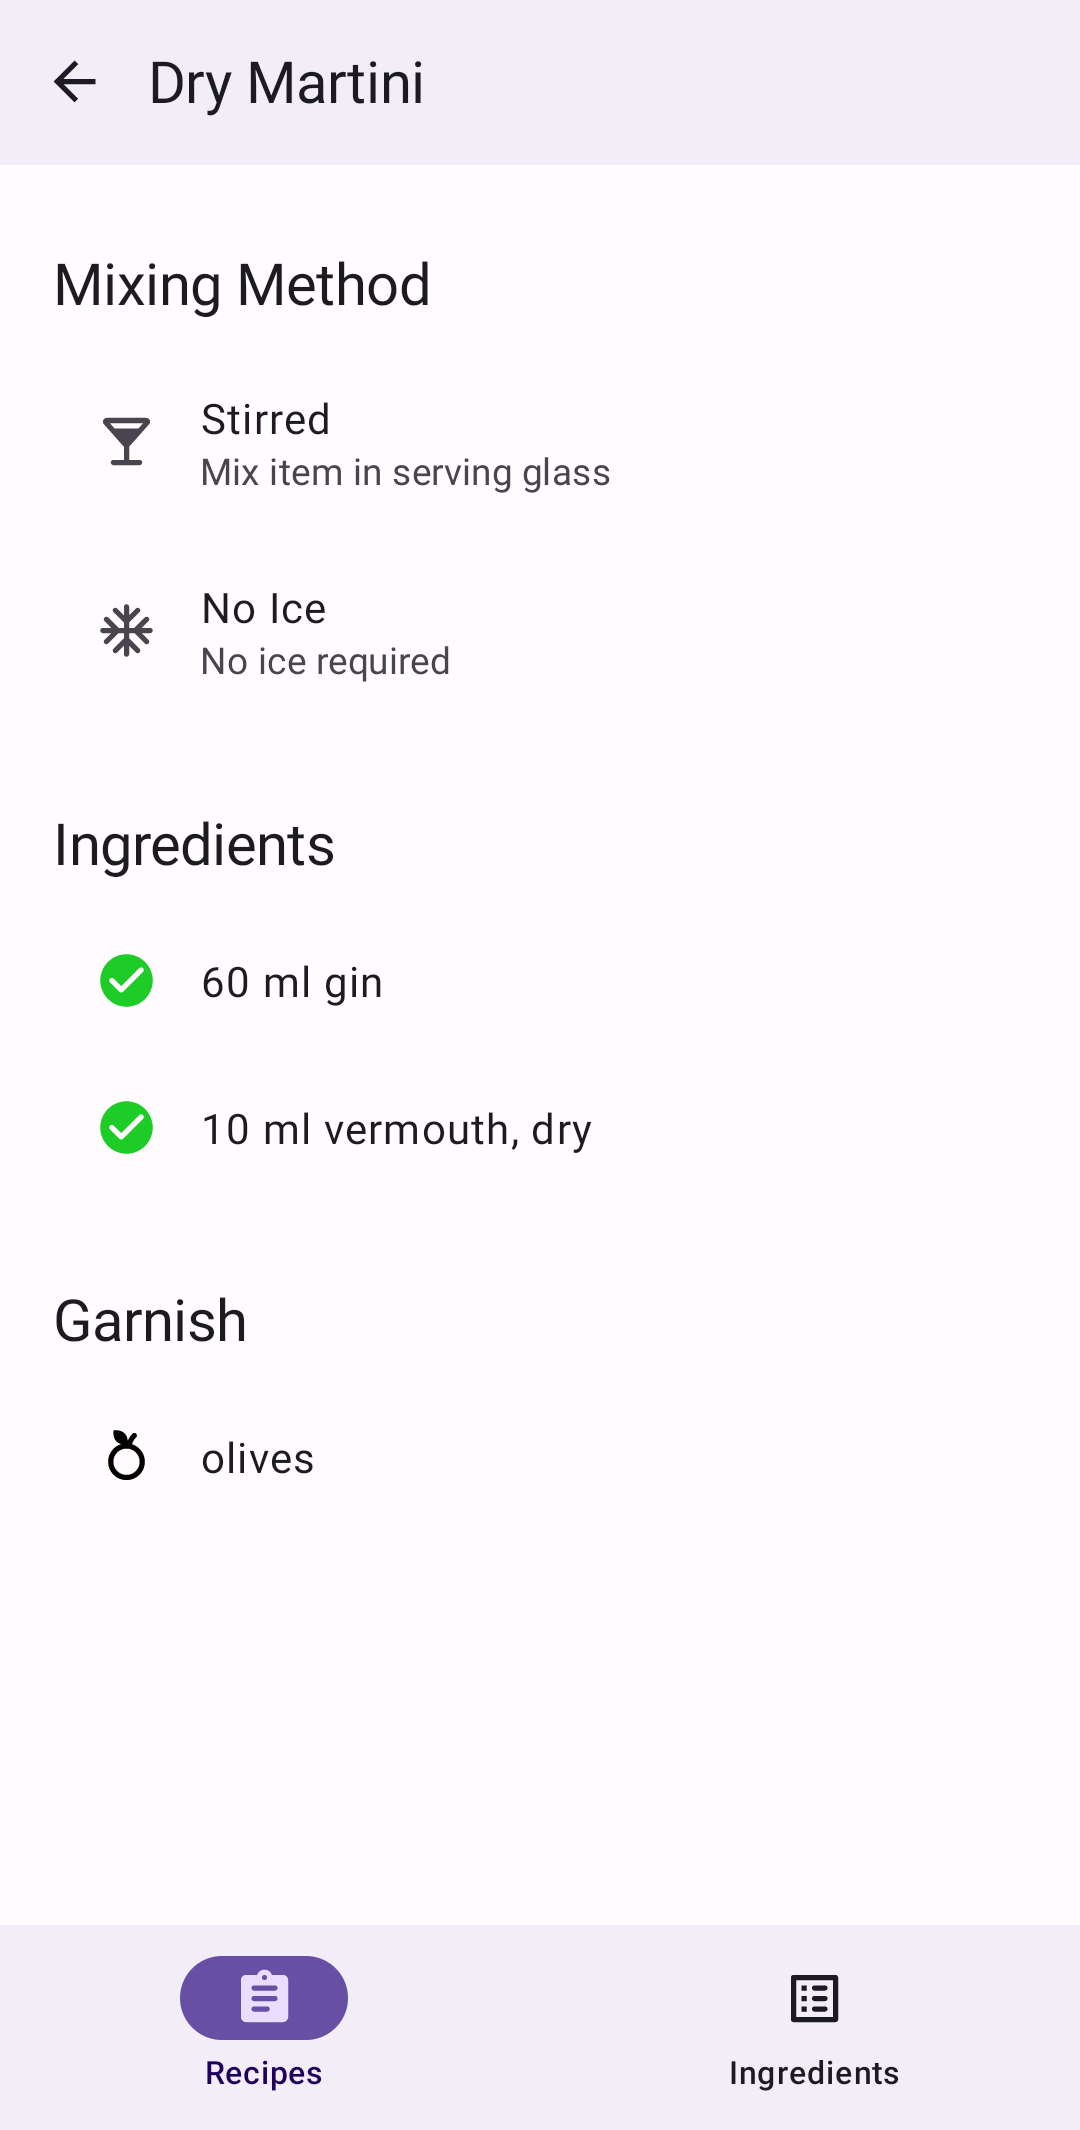 Dry Martini
Mixing Method
Stirred
Mix item in serving glass
No Ice
No ice required
Ingredients
60 ml gin
10 ml vermouth, dry
Garnish
olives
Recipes
Ingredients